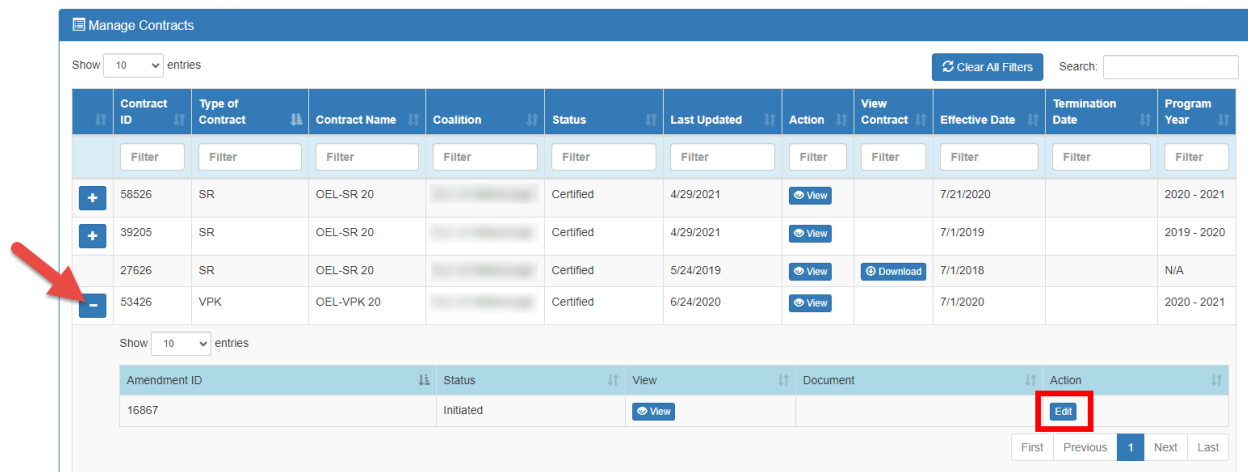 Manage Contracts
Show 10 entries Clear All Filters Search:
Contract ID Type of Contract Contract Name Coalition Status Last Updated Action View Contract Effective Date Termination Date Program Year
Filter Filter Filter Filter Filter Filter Filter Filter Filter Filter Filter
+ 58526 SR OEL-SR 20 Certified 4/29/2021 View 7/21/2020 2020 - 2021
+ 39205 SR OEL-SR 20 Certified 4/29/2021 View 7/1/2019 2019 - 2020
27626 SR OEL-SR 20 Certified 5/24/2019 View Download 7/1/2018 N/A
- 53426 VPK OEL-VPK 20 Certified 6/24/2020 View 7/1/2020 2020 - 2021
Show 10 entries
Amendment ID Status View Document Action
16867 Initiated View Edit
First Previous 1 Next Last